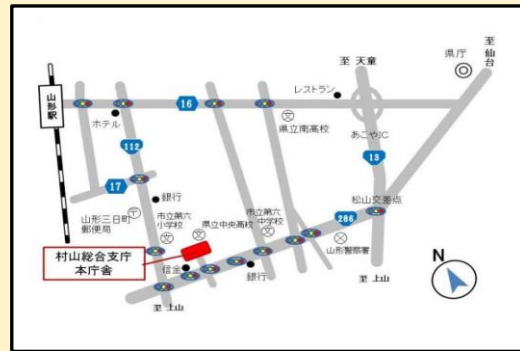 至 仙台
県庁
至 天童
レストラン
山形駅
16
県立南高校
ホテル
あこやJC
112
13
17
銀行
松山交差点
286
山形三日町
郵便局
市立第六
小学校
県立中央高校
市立第六
中学校
山形警察署
N
村山総合支庁
本庁舎
信金
銀行
至 上山
至 上山